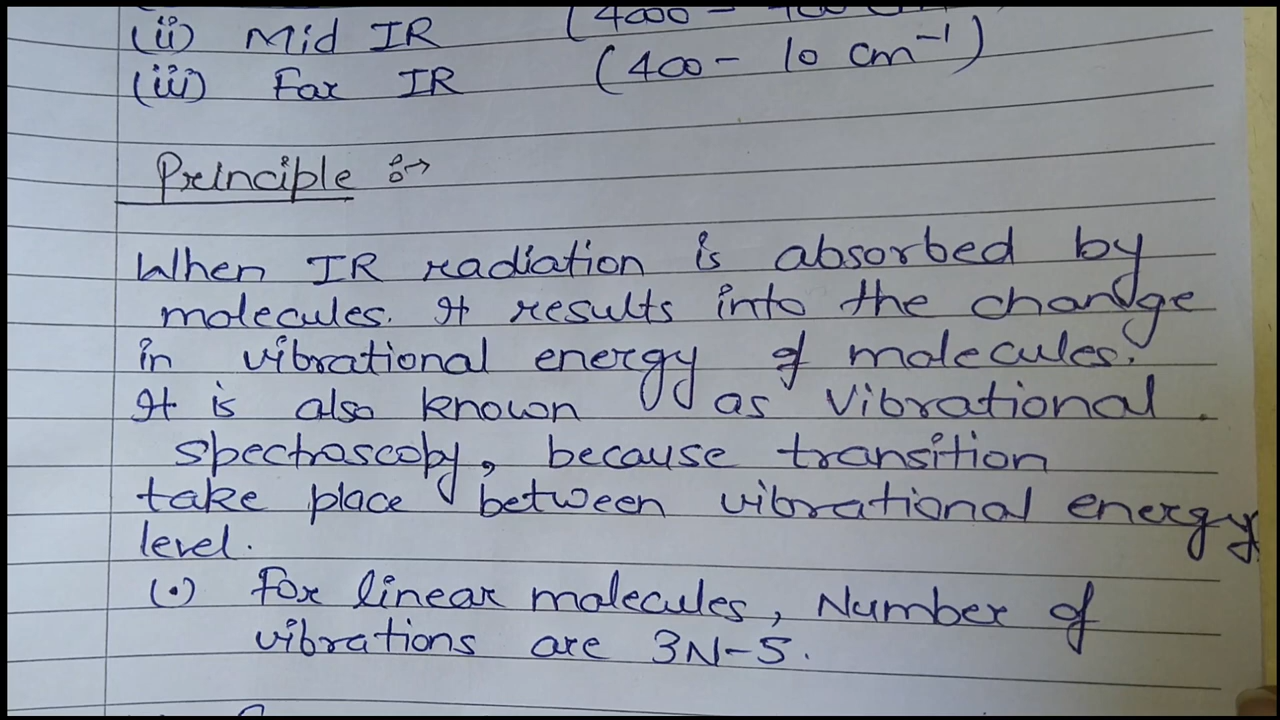 (ii) Mid IR (4000 -
(iii) Far IR (400 - 10 cm⁻¹)
Principle :→
When IR radiation is absorbed by
molecules. It results into the change
in vibrational energy of molecules.
It is also known as Vibrational
spectroscopy, because transition
take place between vibrational energy
level.
(•) For linear molecules, Number of
vibrations are 3N-5.